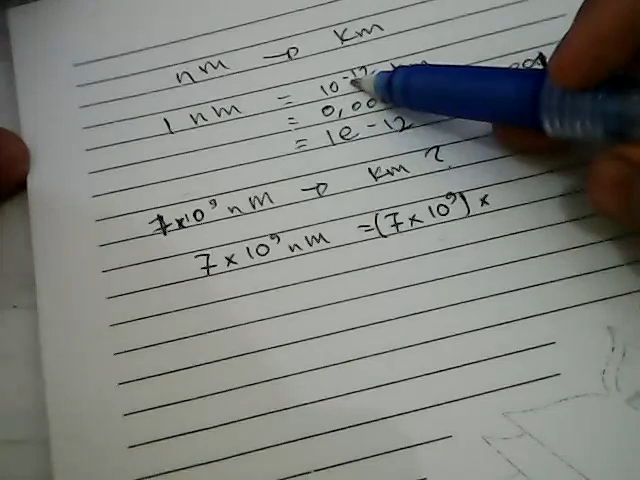 nm → km
1 nm = 10⁻¹² km
= 0,00
= 1e-12
7×10⁹ nm → km ?
7 × 10⁹ nm = (7 × 10⁹) ×